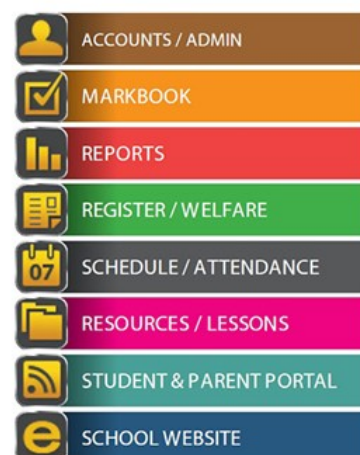 ACCOUNTS / ADMIN
MARKBOOK
REPORTS
REGISTER / WELFARE
07
SCHEDULE / ATTENDANCE
RESOURCES / LESSONS
STUDENT & PARENT PORTAL
e
SCHOOL WEBSITE